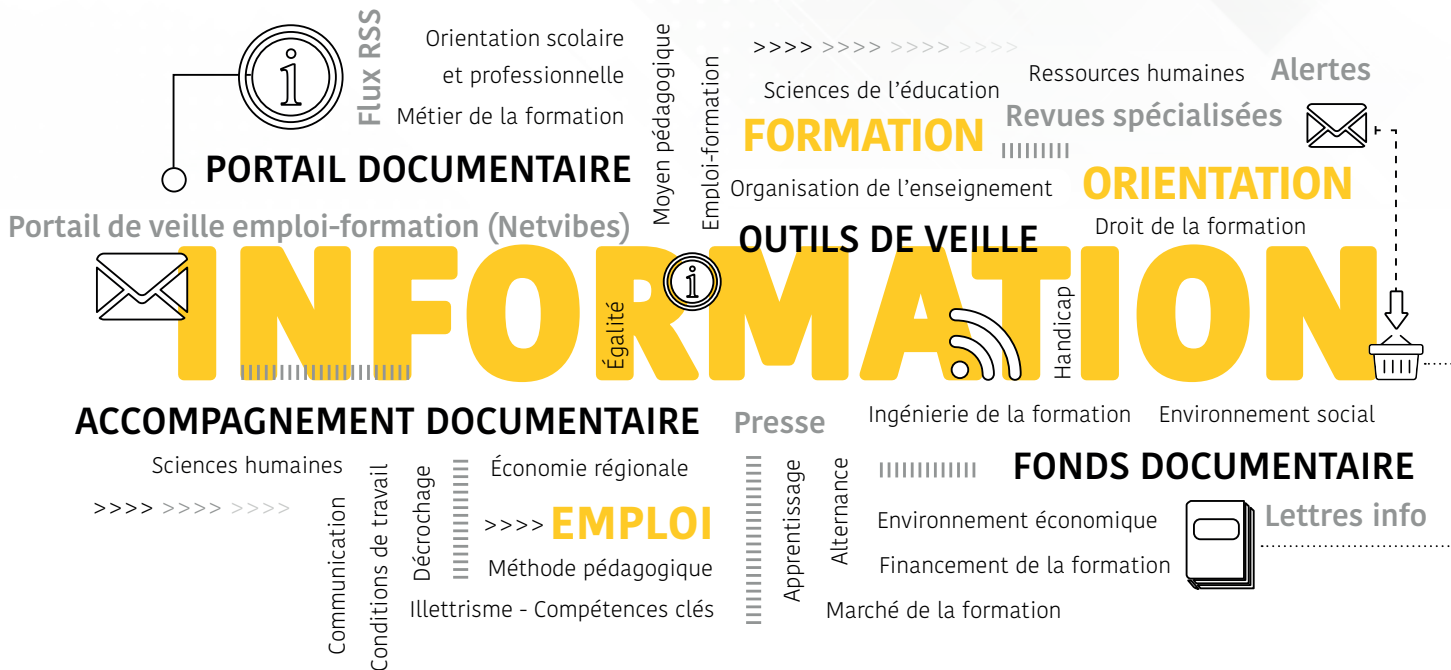 Flux RSS
Orientation scolaire
et professionnelle
Métier de la formation
PORTAIL DOCUMENTAIRE
Portail de veille emploi-formation (Netvibes)
Moyen pédagogique
Emploi-formation
>>>> >>>> >>>> >>>>
Sciences de l’éducation
Ressources humaines
Alertes
FORMATION
Revues spécialisées
Organisation de l’enseignement
ORIENTATION
OUTILS DE VEILLE
Droit de la formation
INFORMATION
Égalité
Handicap
ACCOMPAGNEMENT DOCUMENTAIRE
Presse
Ingénierie de la formation
Environnement social
Sciences humaines
>>>> >>>> >>>>
Communication
Conditions de travail
Décrochage
Économie régionale
>>>> EMPLOI
Méthode pédagogique
Illettrisme - Compétences clés
Apprentissage
Alternance
FONDS DOCUMENTAIRE
Environnement économique
Lettres info
Financement de la formation
Marché de la formation